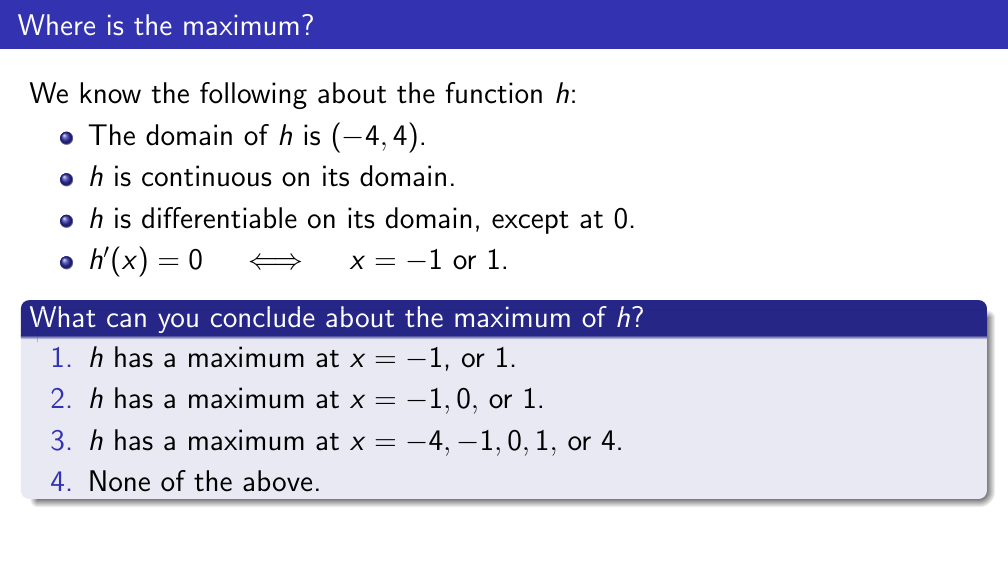 Where is the maximum?
We know the following about the function h:
The domain of h is (−4, 4).
h is continuous on its domain.
h is differentiable on its domain, except at 0.
h′(x) = 0 ⟺ x = −1 or 1.
What can you conclude about the maximum of h?
1. h has a maximum at x = −1, or 1.
2. h has a maximum at x = −1, 0, or 1.
3. h has a maximum at x = −4, −1, 0, 1, or 4.
4. None of the above.